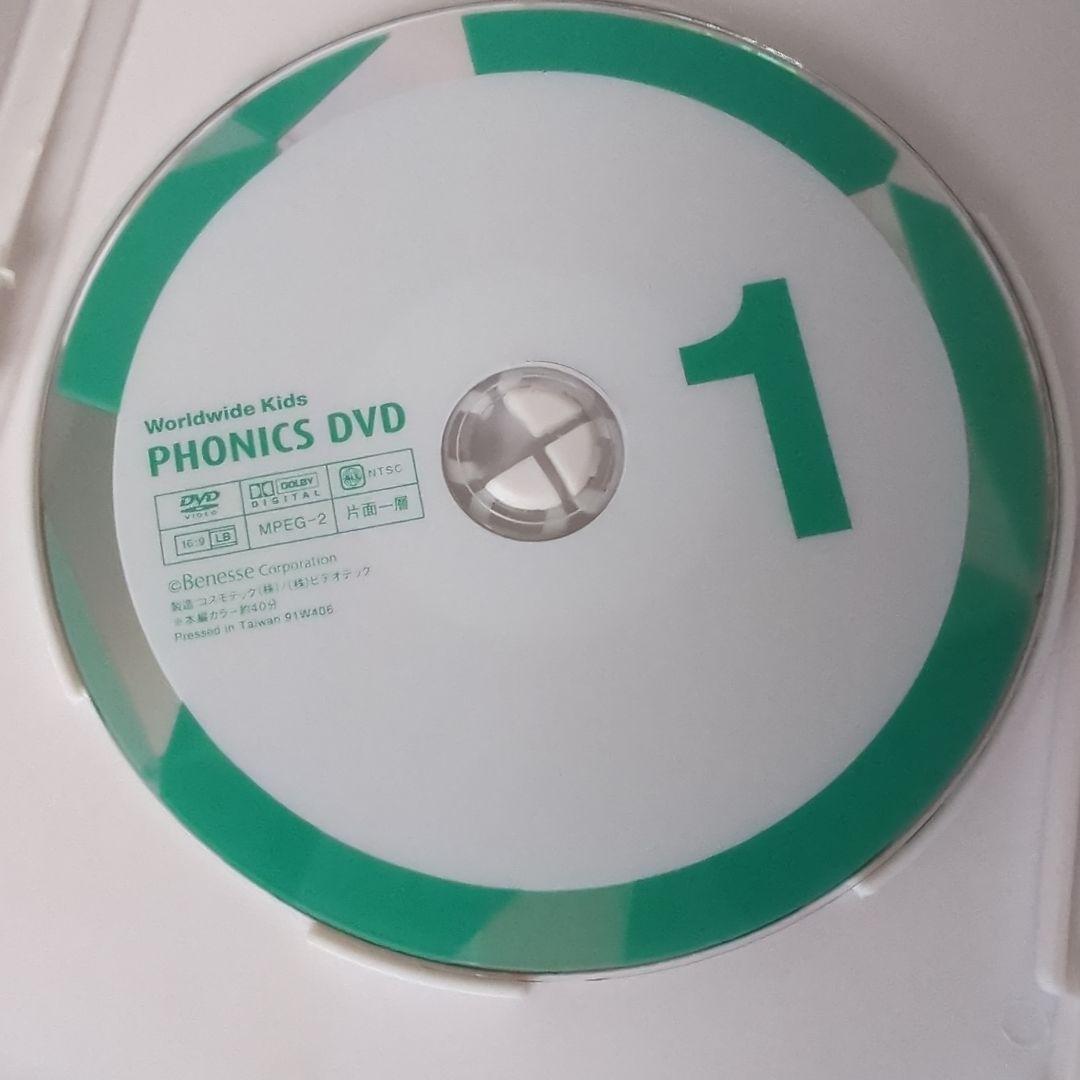 Worldwide Kids
PHONICS DVD
DVD VIDEO
DOLBY DIGITAL
ALL NTSC
16:9 LB
MPEG-2
片面一層
©Benesse Corporation
製造:コスモテック(株)/(株)ビデオテック
※本編カラー約40分
Pressed in Taiwan 91W406
1